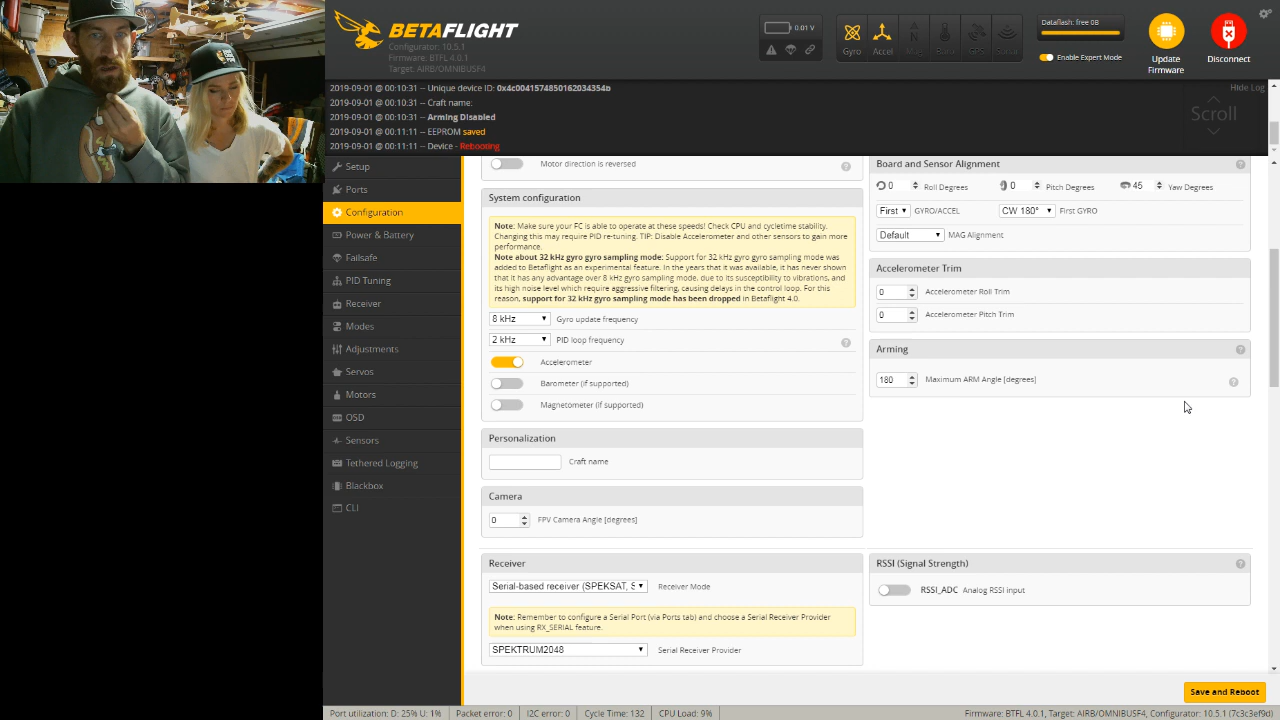 BETAFLIGHT
Configurator: 10.5.1
Firmware: BTFL 4.0.1
Target: AIRB/OMNIBUSF4
0.01 V
Gyro
Accel
Mag
Baro
GPS
Sonar
Dataflash: free 0B
Enable Expert Mode
Update
Firmware
Disconnect
2019-09-01 @ 00:10:31 -- Unique device ID: 0x4c0041574850162034354b
2019-09-01 @ 00:10:31 -- Craft name:
2019-09-01 @ 00:10:31 -- Arming Disabled
2019-09-01 @ 00:11:11 -- EEPROM saved
2019-09-01 @ 00:11:11 -- Device - Rebooting
Hide Log
Scroll
Setup
Ports
Configuration
Power & Battery
Failsafe
PID Tuning
Receiver
Modes
Adjustments
Servos
Motors
OSD
Sensors
Tethered Logging
Blackbox
CLI
Motor direction is reversed
System configuration
Note: Make sure your FC is able to operate at these speeds! Check CPU and cycletime stability.
Changing this may require PID re-tuning. TIP: Disable Accelerometer and other sensors to gain more
performance.
Note about 32 kHz gyro gyro sampling mode: Support for 32 kHz gyro sampling mode was
added to Betaflight as an experimental feature. In the years that it was available, it has never shown
that it has any advantage over 8 kHz gyro sampling mode, due to its susceptibility to vibrations, and
its high noise level which require aggressive filtering, causing delays in the control loop. For this
reason, support for 32 kHz gyro sampling mode has been dropped in Betaflight 4.0.
8 kHz Gyro update frequency
2 kHz PID loop frequency
Accelerometer
Barometer (if supported)
Magnetometer (if supported)
Personalization
Craft name
Camera
0 FPV Camera Angle [degrees]
Receiver
Serial-based receiver (SPEKSAT, S Receiver Mode
Note: Remember to configure a Serial Port (via Ports tab) and choose a Serial Receiver Provider
when using RX_SERIAL feature.
SPEKTRUM2048 Serial Receiver Provider
Board and Sensor Alignment
0 Roll Degrees 0 Pitch Degrees 45 Yaw Degrees
First GYRO/ACCEL CW 180° First GYRO
Default MAG Alignment
Accelerometer Trim
0 Accelerometer Roll Trim
0 Accelerometer Pitch Trim
Arming
180 Maximum ARM Angle [degrees]
RSSI (Signal Strength)
RSSI_ADC Analog RSSI input
Save and Reboot
Port utilization: D: 25% U: 1% Packet error: 0 I2C error: 0 Cycle Time: 132 CPU Load: 9% Firmware: BTFL 4.0.1, Target: AIRB/OMNIBUSF4, Configurator: 10.5.1 (7c3c3ef9d)